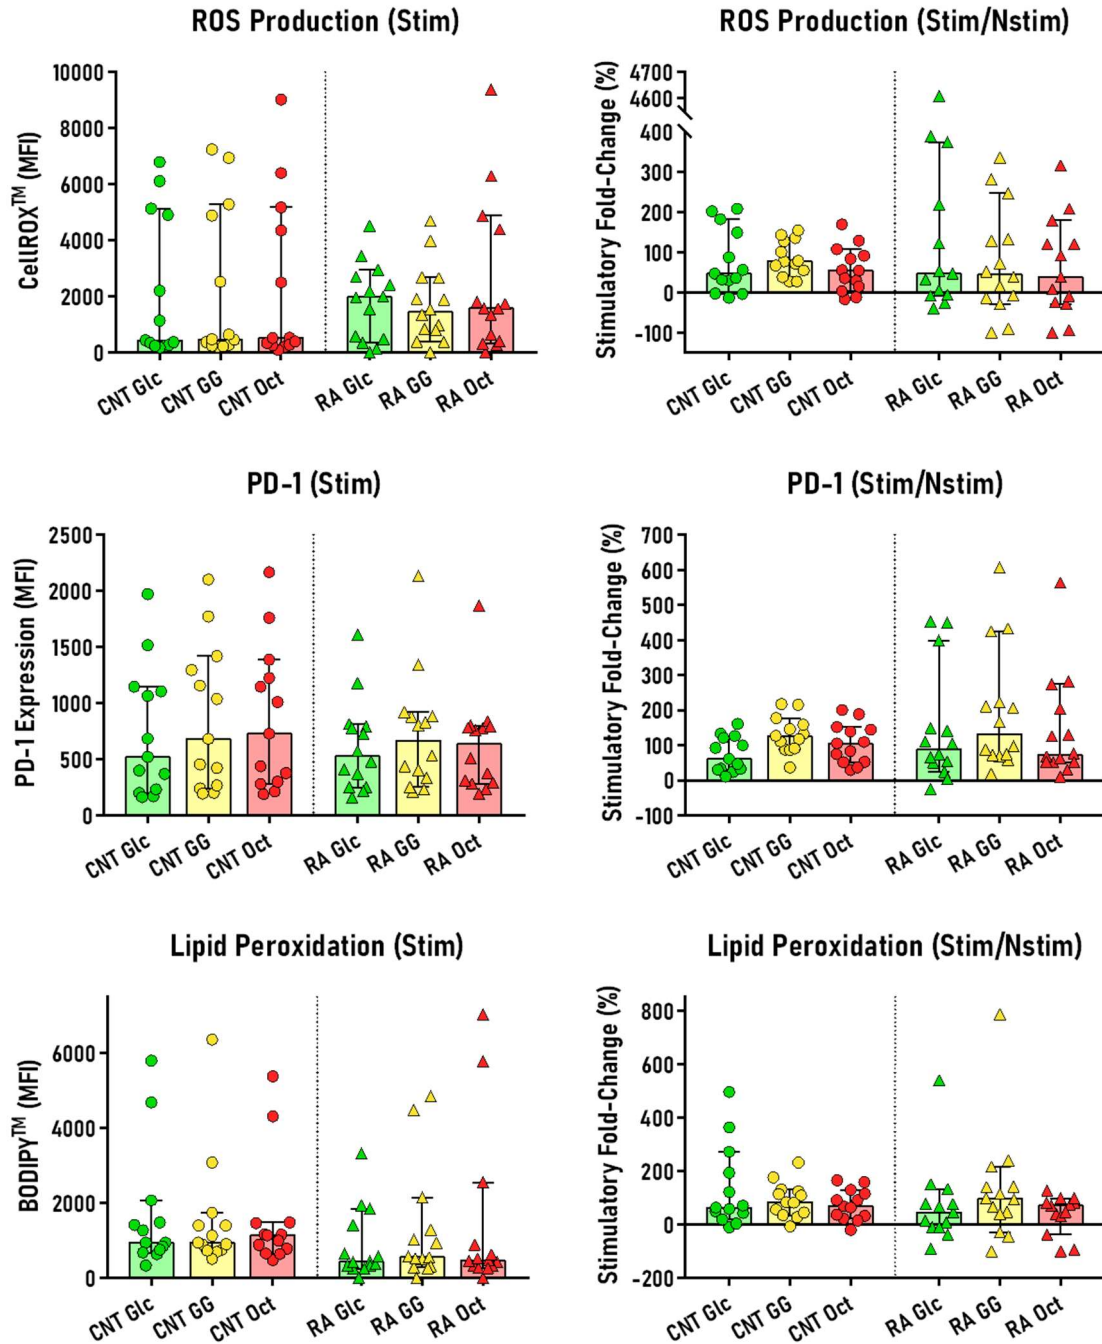 ROS Production (Stim)
CellROX™ (MFI)
10000
8000
6000
4000
2000
0
CNT Glc
CNT GG
CNT Oct
RA Glc
RA GG
RA Oct
ROS Production (Stim/Nstim)
Stimulatory Fold-Change (%)
4700
4600
400
300
200
100
0
-100
CNT Glc
CNT GG
CNT Oct
RA Glc
RA GG
RA Oct
PD-1 (Stim)
PD-1 Expression (MFI)
2500
2000
1500
1000
500
0
CNT Glc
CNT GG
CNT Oct
RA Glc
RA GG
RA Oct
PD-1 (Stim/Nstim)
Stimulatory Fold-Change (%)
700
600
500
400
300
200
100
0
-100
CNT Glc
CNT GG
CNT Oct
RA Glc
RA GG
RA Oct
Lipid Peroxidation (Stim)
BODIPY™ (MFI)
6000
4000
2000
0
CNT Glc
CNT GG
CNT Oct
RA Glc
RA GG
RA Oct
Lipid Peroxidation (Stim/Nstim)
Stimulatory Fold-Change (%)
800
600
400
200
0
-200
CNT Glc
CNT GG
CNT Oct
RA Glc
RA GG
RA Oct